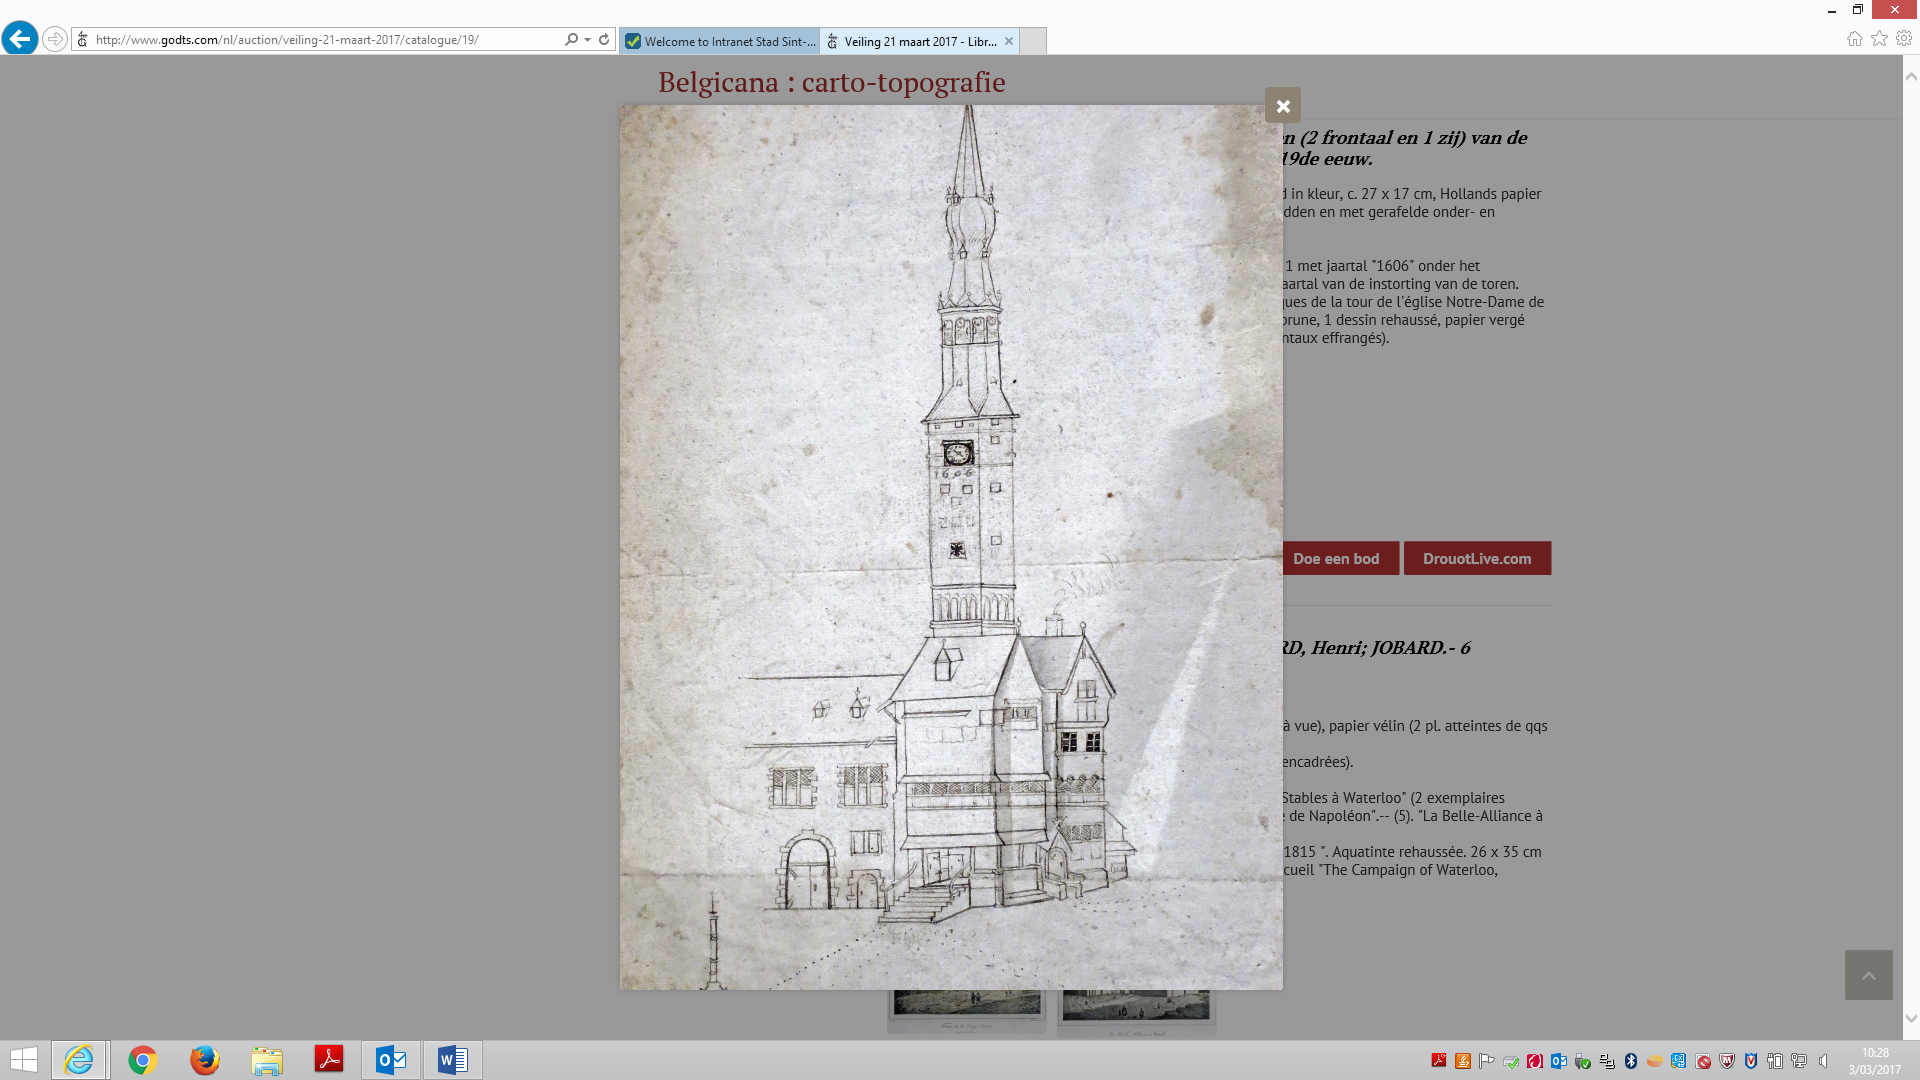 http://www.godts.com/nl/auction/veiling-21-maart-2017/catalogue/19/
Welcome to Intranet Stad Sint-...
Veiling 21 maart 2017 - Libr...
Belgicana : carto-topografie
n (2 frontaal en 1 zij) van de
19de eeuw.
d in kleur, c. 27 x 17 cm, Hollands papier
dden en met gerafelde onder- en
1 met jaartal "1606" onder het
aartal van de instorting van de toren.
ques de la tour de l'église Notre-Dame de
brune, 1 dessin rehaussé, papier vergé
ntaux effrangés).
1606
Doe een bod
DrouotLive.com
RD, Henri; JOBARD.- 6
à vue), papier vélin (2 pl. atteintes de qqs
encadrées).
Stables à Waterloo" (2 exemplaires
e de Napoléon".-- (5). "La Belle-Alliance à
1815 ". Aquatinte rehaussée. 26 x 35 cm
cueil "The Campaign of Waterloo,
10:28
3/03/2017